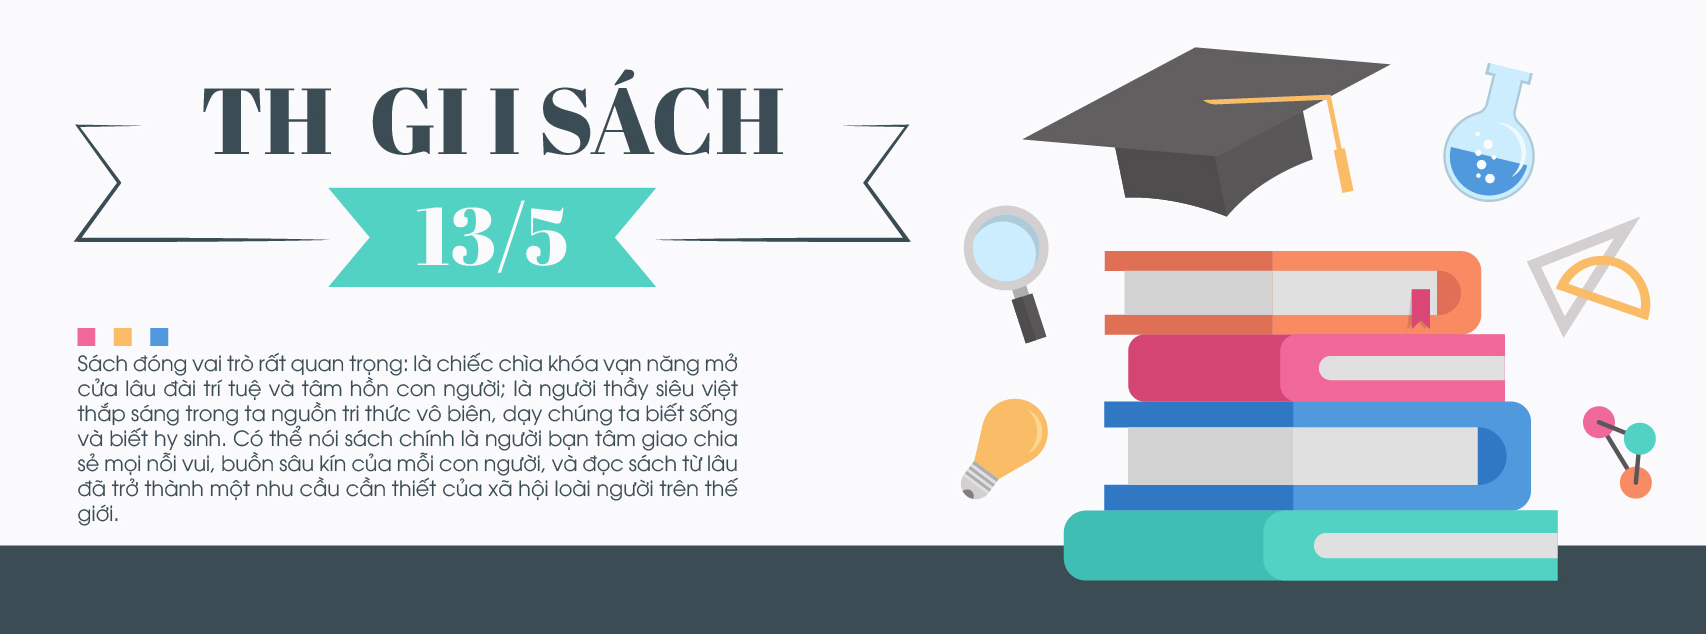 TH GI I SÁCH
13/5
Sách đóng vai trò rất quan trọng: là chiếc chìa khóa vạn năng mở
cửa lâu đài trí tuệ và tâm hồn con người; là người thầy siêu việt
thắp sáng trong ta nguồn tri thức vô biên, dạy chúng ta biết sống
và biết hy sinh. Có thể nói sách chính là người bạn tâm giao chia
sẻ mọi nỗi vui, buồn sâu kín của mỗi con người, và đọc sách từ lâu
đã trở thành một nhu cầu cần thiết của xã hội loài người trên thế
giới.